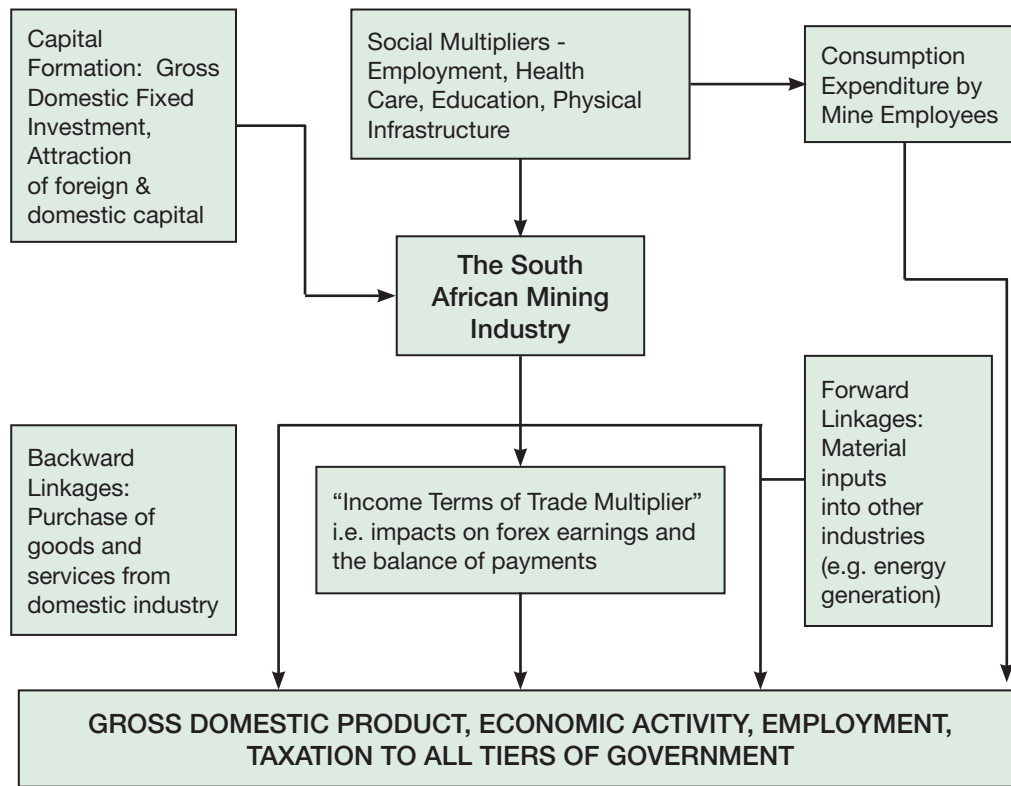 Capital
Formation: Gross
Domestic Fixed
Investment,
Attraction
of foreign &
domestic capital
Social Multipliers -
Employment, Health
Care, Education, Physical
Infrastructure
Consumption
Expenditure by
Mine Employees
The South
African Mining
Industry
Backward
Linkages:
Purchase of
goods and
services from
domestic industry
“Income Terms of Trade Multiplier”
i.e. impacts on forex earnings and
the balance of payments
Forward
Linkages:
Material
inputs
into other
industries
(e.g. energy
generation)
GROSS DOMESTIC PRODUCT, ECONOMIC ACTIVITY, EMPLOYMENT,
TAXATION TO ALL TIERS OF GOVERNMENT